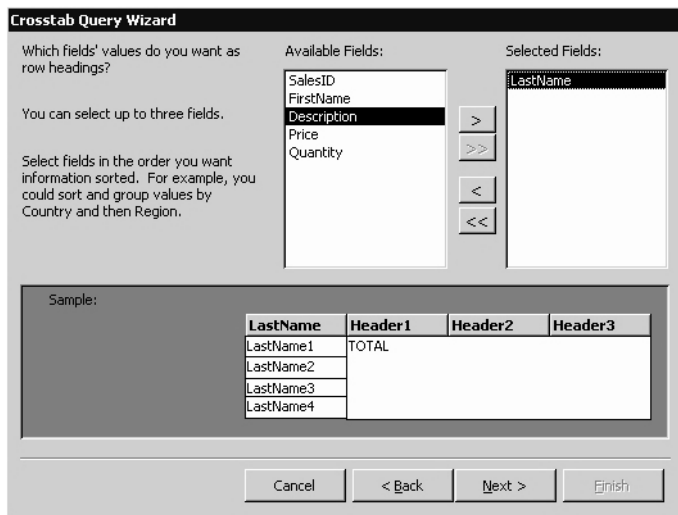 Crosstab Query Wizard
Which fields' values do you want as
row headings?
You can select up to three fields.
Select fields in the order you want
information sorted. For example, you
could sort and group values by
Country and then Region.
Available Fields:
SalesID
FirstName
Description
Price
Quantity
>
>>
<
<<
Selected Fields:
LastName
Sample:
LastName Header1 Header2 Header3
LastName1 TOTAL
LastName2
LastName3
LastName4
Cancel < Back Next > Finish